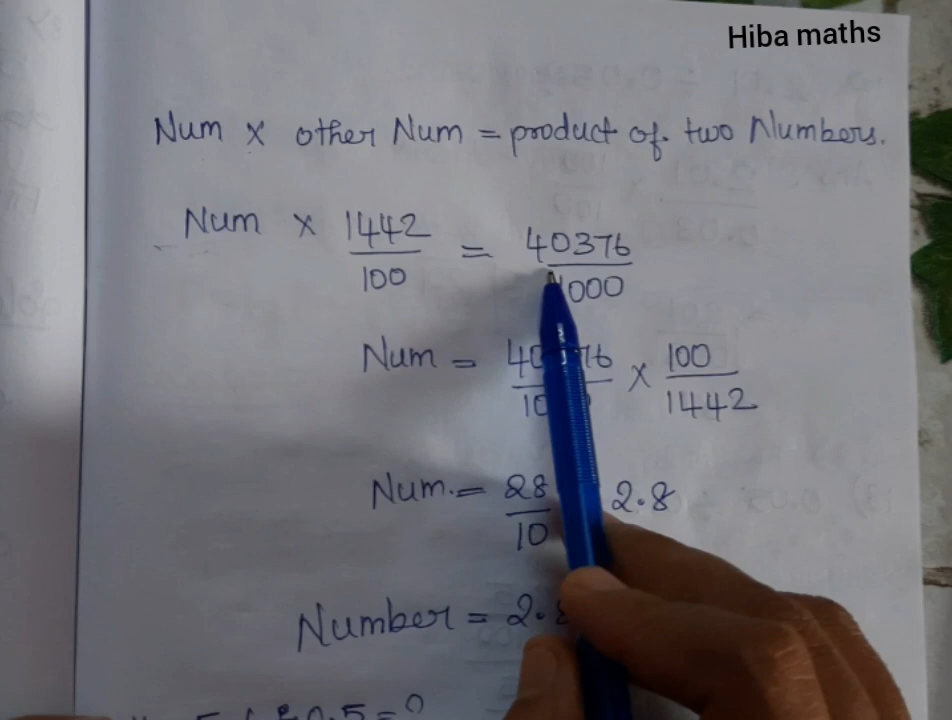 Hiba maths
Num x other Num = product of two Numbers.
Num x 1442/100 = 40376/1000
Num = x 100/1442
Num. = 28/10 2.8
Number =